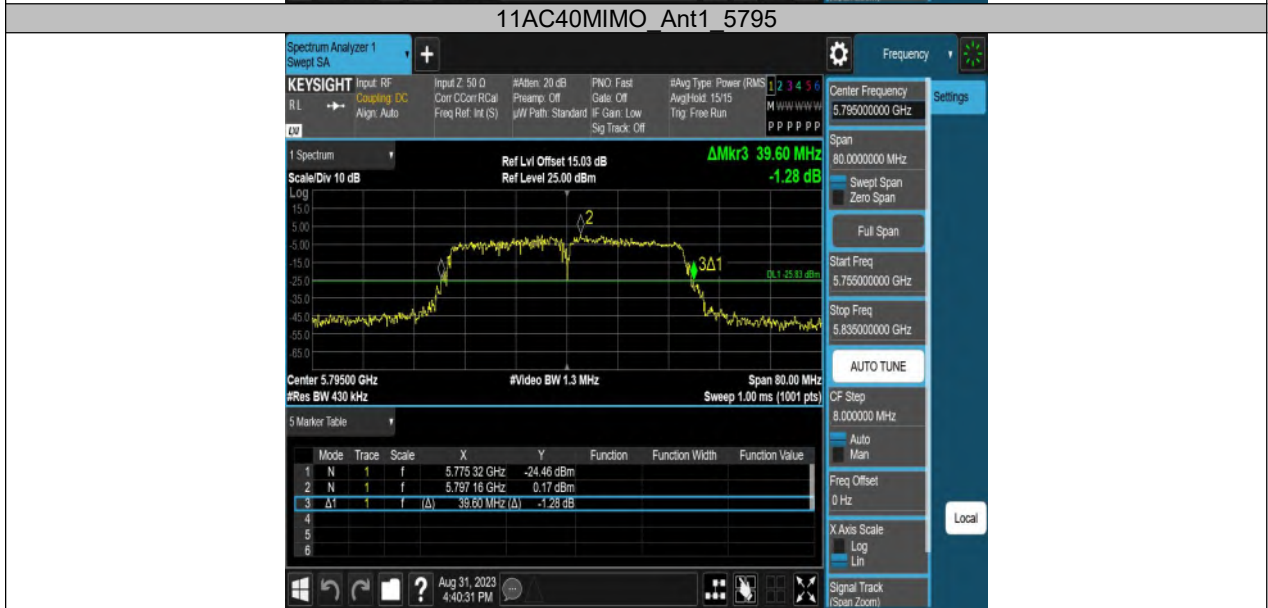 11AC40MIMO_Ant1_5795
Spectrum Analyzer 1
Swept SA
+
Frequency
KEYSIGHT
RL
LXI
Input: RF
Coupling: DC
Align: Auto
Input Z: 50 Ω
Corr CCorr RCal
Freq Ref: Int (S)
#Atten: 20 dB
Preamp: Off
µW Path: Standard
PNO: Fast
Gate: Off
IF Gain: Low
Sig Track: Off
#Avg Type: Power (RMS
Avg|Hold: 15/15
Trig: Free Run
1 2 3 4 5 6
M W W W W W
P P P P P P
Center Frequency
5.795000000 GHz
Settings
Span
80.0000000 MHz
Swept Span
Zero Span
Full Span
Start Freq
5.755000000 GHz
Stop Freq
5.835000000 GHz
AUTO TUNE
CF Step
8.000000 MHz
Auto
Man
Freq Offset
0 Hz
X Axis Scale
Log
Lin
Signal Track
(Span Zoom)
Local
1 Spectrum
Scale/Div 10 dB
Log
Ref Lvl Offset 15.03 dB
Ref Level 25.00 dBm
ΔMkr3 39.60 MHz
-1.28 dB
15.0
5.00
-5.00
-15.0
-25.0
-35.0
-45.0
-55.0
-65.0
2
3Δ1
DL1 -25.83 dBm
Center 5.79500 GHz
#Res BW 430 kHz
#Video BW 1.3 MHz
Span 80.00 MHz
Sweep 1.00 ms (1001 pts)
5 Marker Table
Mode Trace Scale X Y Function Function Width Function Value
1 N 1 f 5.775 32 GHz -24.46 dBm
2 N 1 f 5.797 16 GHz 0.17 dBm
3 Δ1 1 f (Δ) 39.60 MHz (Δ) -1.28 dB
4
5
6
?
Aug 31, 2023
4:40:31 PM